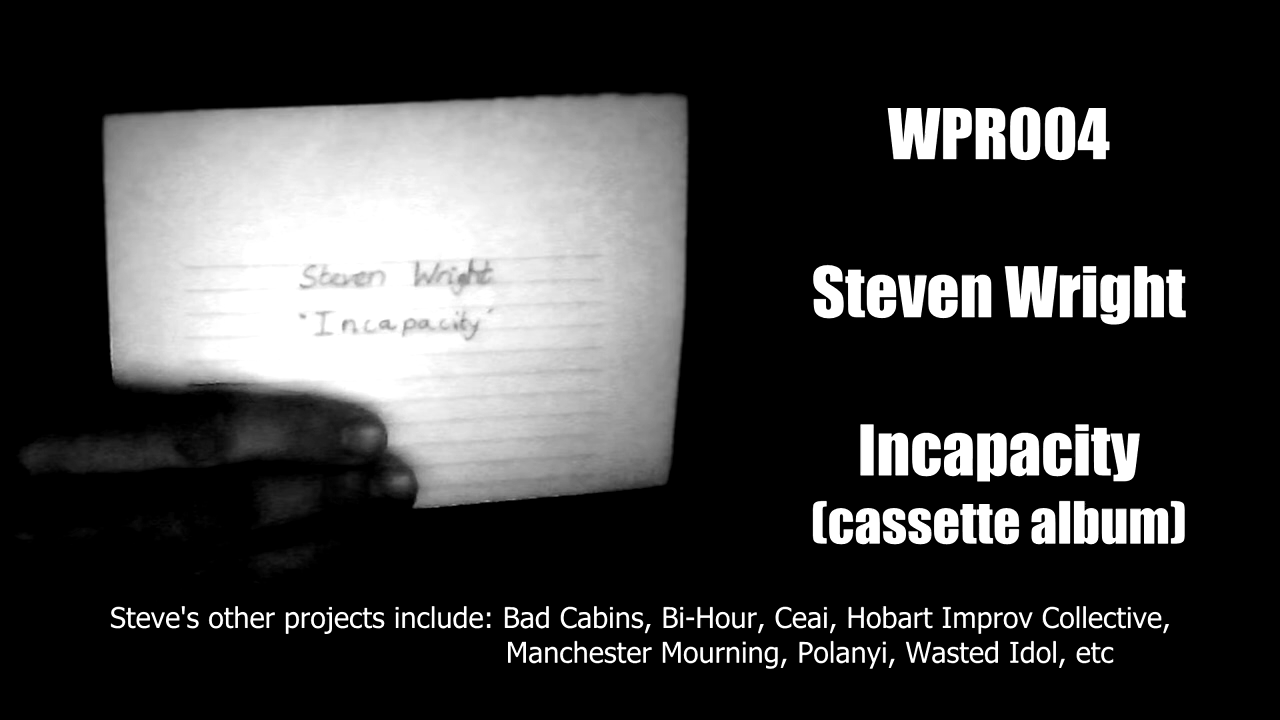 Steven Wright
"Incapacity"
WPR004
Steven Wright
Incapacity
(cassette album)
Steve's other projects include: Bad Cabins, Bi-Hour, Ceai, Hobart Improv Collective,
Manchester Mourning, Polanyi, Wasted Idol, etc